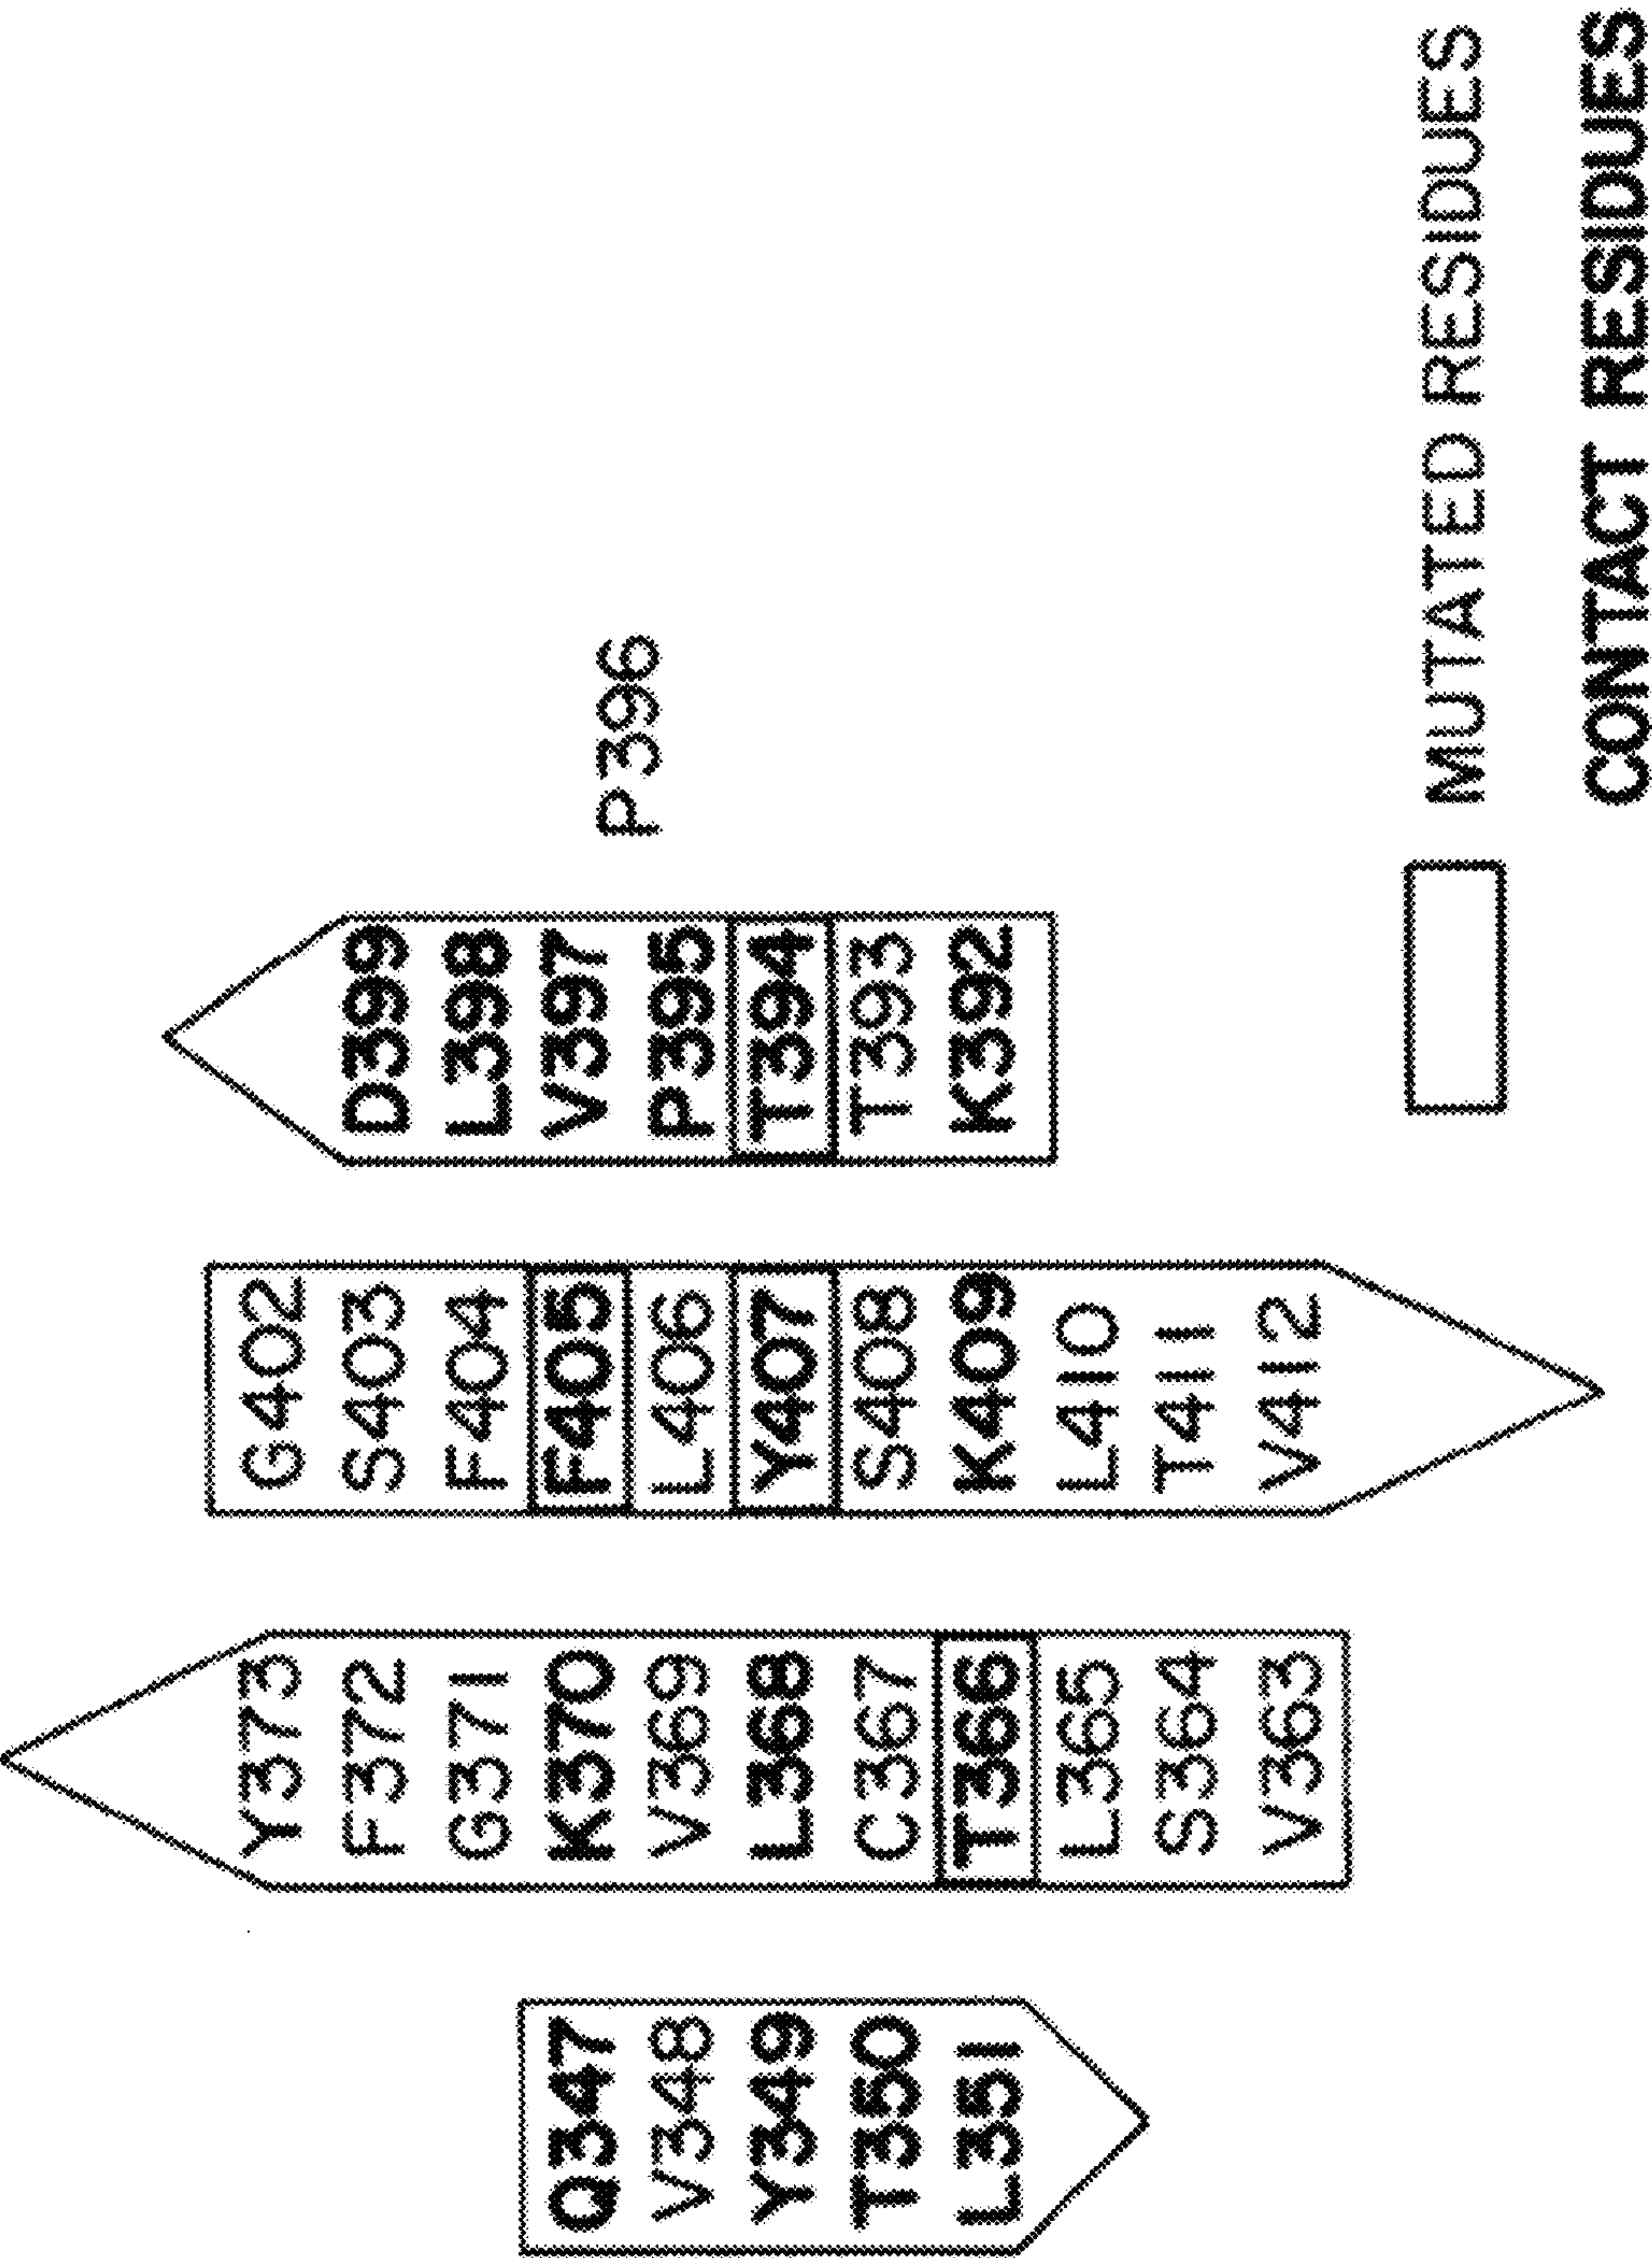 Q347
V348
Y349
T350
L351
Y373
F372
G371
K370
V369
L368
C367
T366
L365
S364
V363
G402
S403
F404
F405
L406
Y407
S408
K409
L410
T411
V412
D399
L398
V397
P395
T394
T393
K392
P396
MUTATED RESIDUES
CONTACT RESIDUES